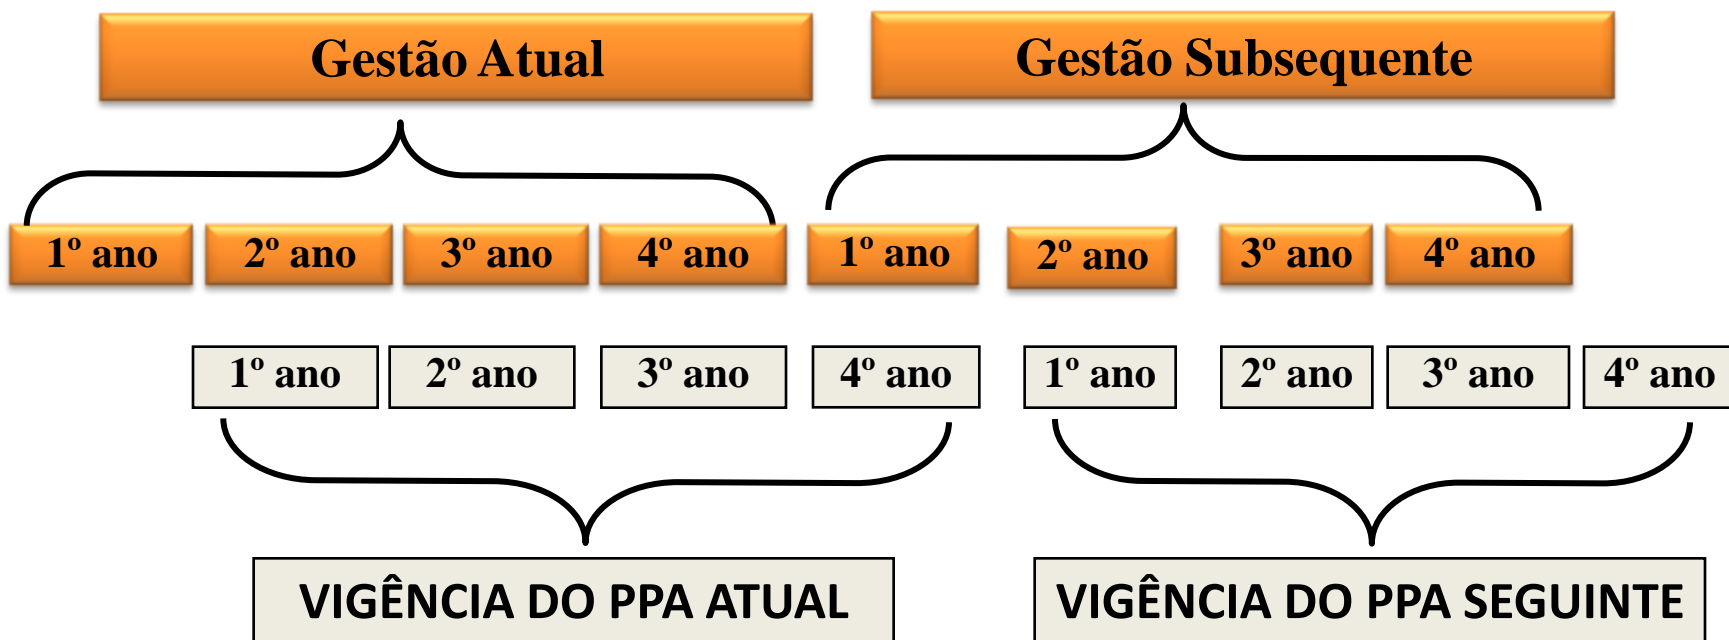 Gestão Atual
Gestão Subsequente
1º ano 2º ano 3º ano 4º ano 1º ano 2º ano 3º ano 4º ano
1º ano 2º ano 3º ano 4º ano 1º ano 2º ano 3º ano 4º ano
VIGÊNCIA DO PPA ATUAL
VIGÊNCIA DO PPA SEGUINTE